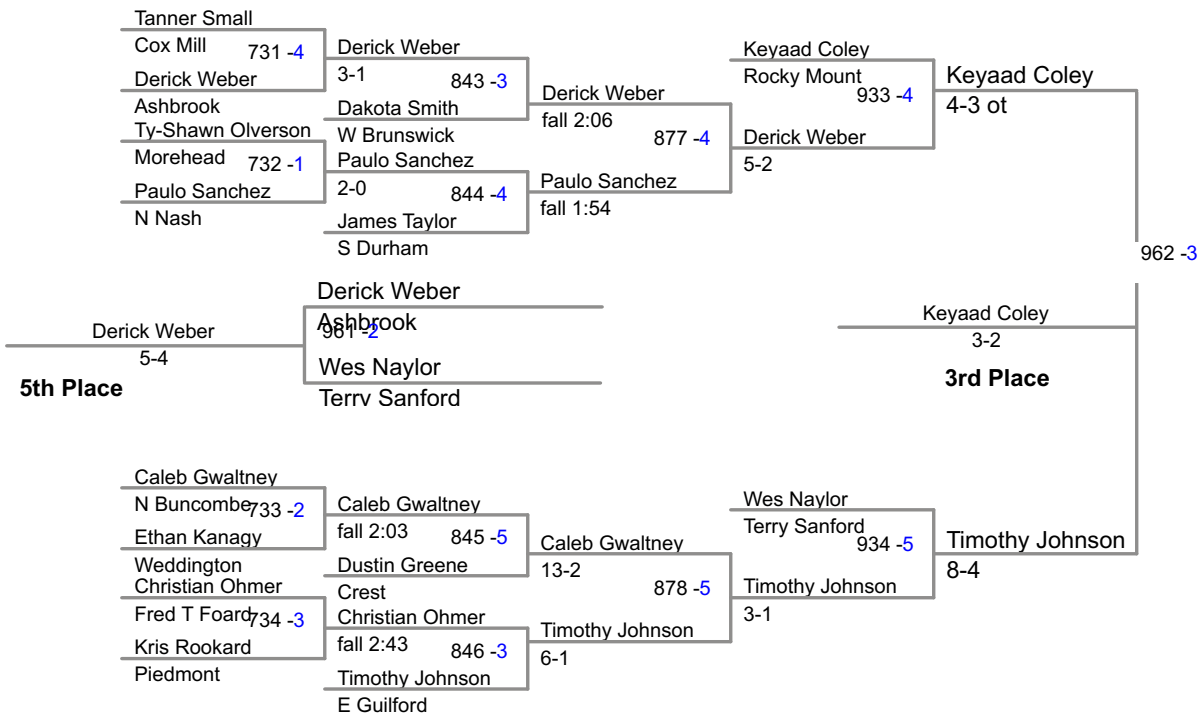 Tanner Small
Cox Mill
731 -4
Derick Weber
Ashbrook
Ty-Shawn Olverson
Morehead
732 -1
Paulo Sanchez
N Nash
Derick Weber
3-1
843 -3
Dakota Smith
W Brunswick
Paulo Sanchez
2-0
844 -4
James Taylor
S Durham
Derick Weber
fall 2:06
877 -4
Paulo Sanchez
fall 1:54
Keyaad Coley
Rocky Mount
933 -4
Derick Weber
5-2
Keyaad Coley
4-3 ot
962 -3
Derick Weber
Ashbrook
961 -2
Wes Naylor
Terry Sanford
Derick Weber
5-4
5th Place
Keyaad Coley
3-2
3rd Place
Caleb Gwaltney
N Buncombe
733 -2
Ethan Kanagy
Weddington
Christian Ohmer
Fred T Foard
734 -3
Kris Rookard
Piedmont
Caleb Gwaltney
fall 2:03
845 -5
Dustin Greene
Crest
Christian Ohmer
fall 2:43
846 -3
Timothy Johnson
E Guilford
Caleb Gwaltney
13-2
878 -5
Timothy Johnson
6-1
Wes Naylor
Terry Sanford
934 -5
Timothy Johnson
3-1
Timothy Johnson
8-4